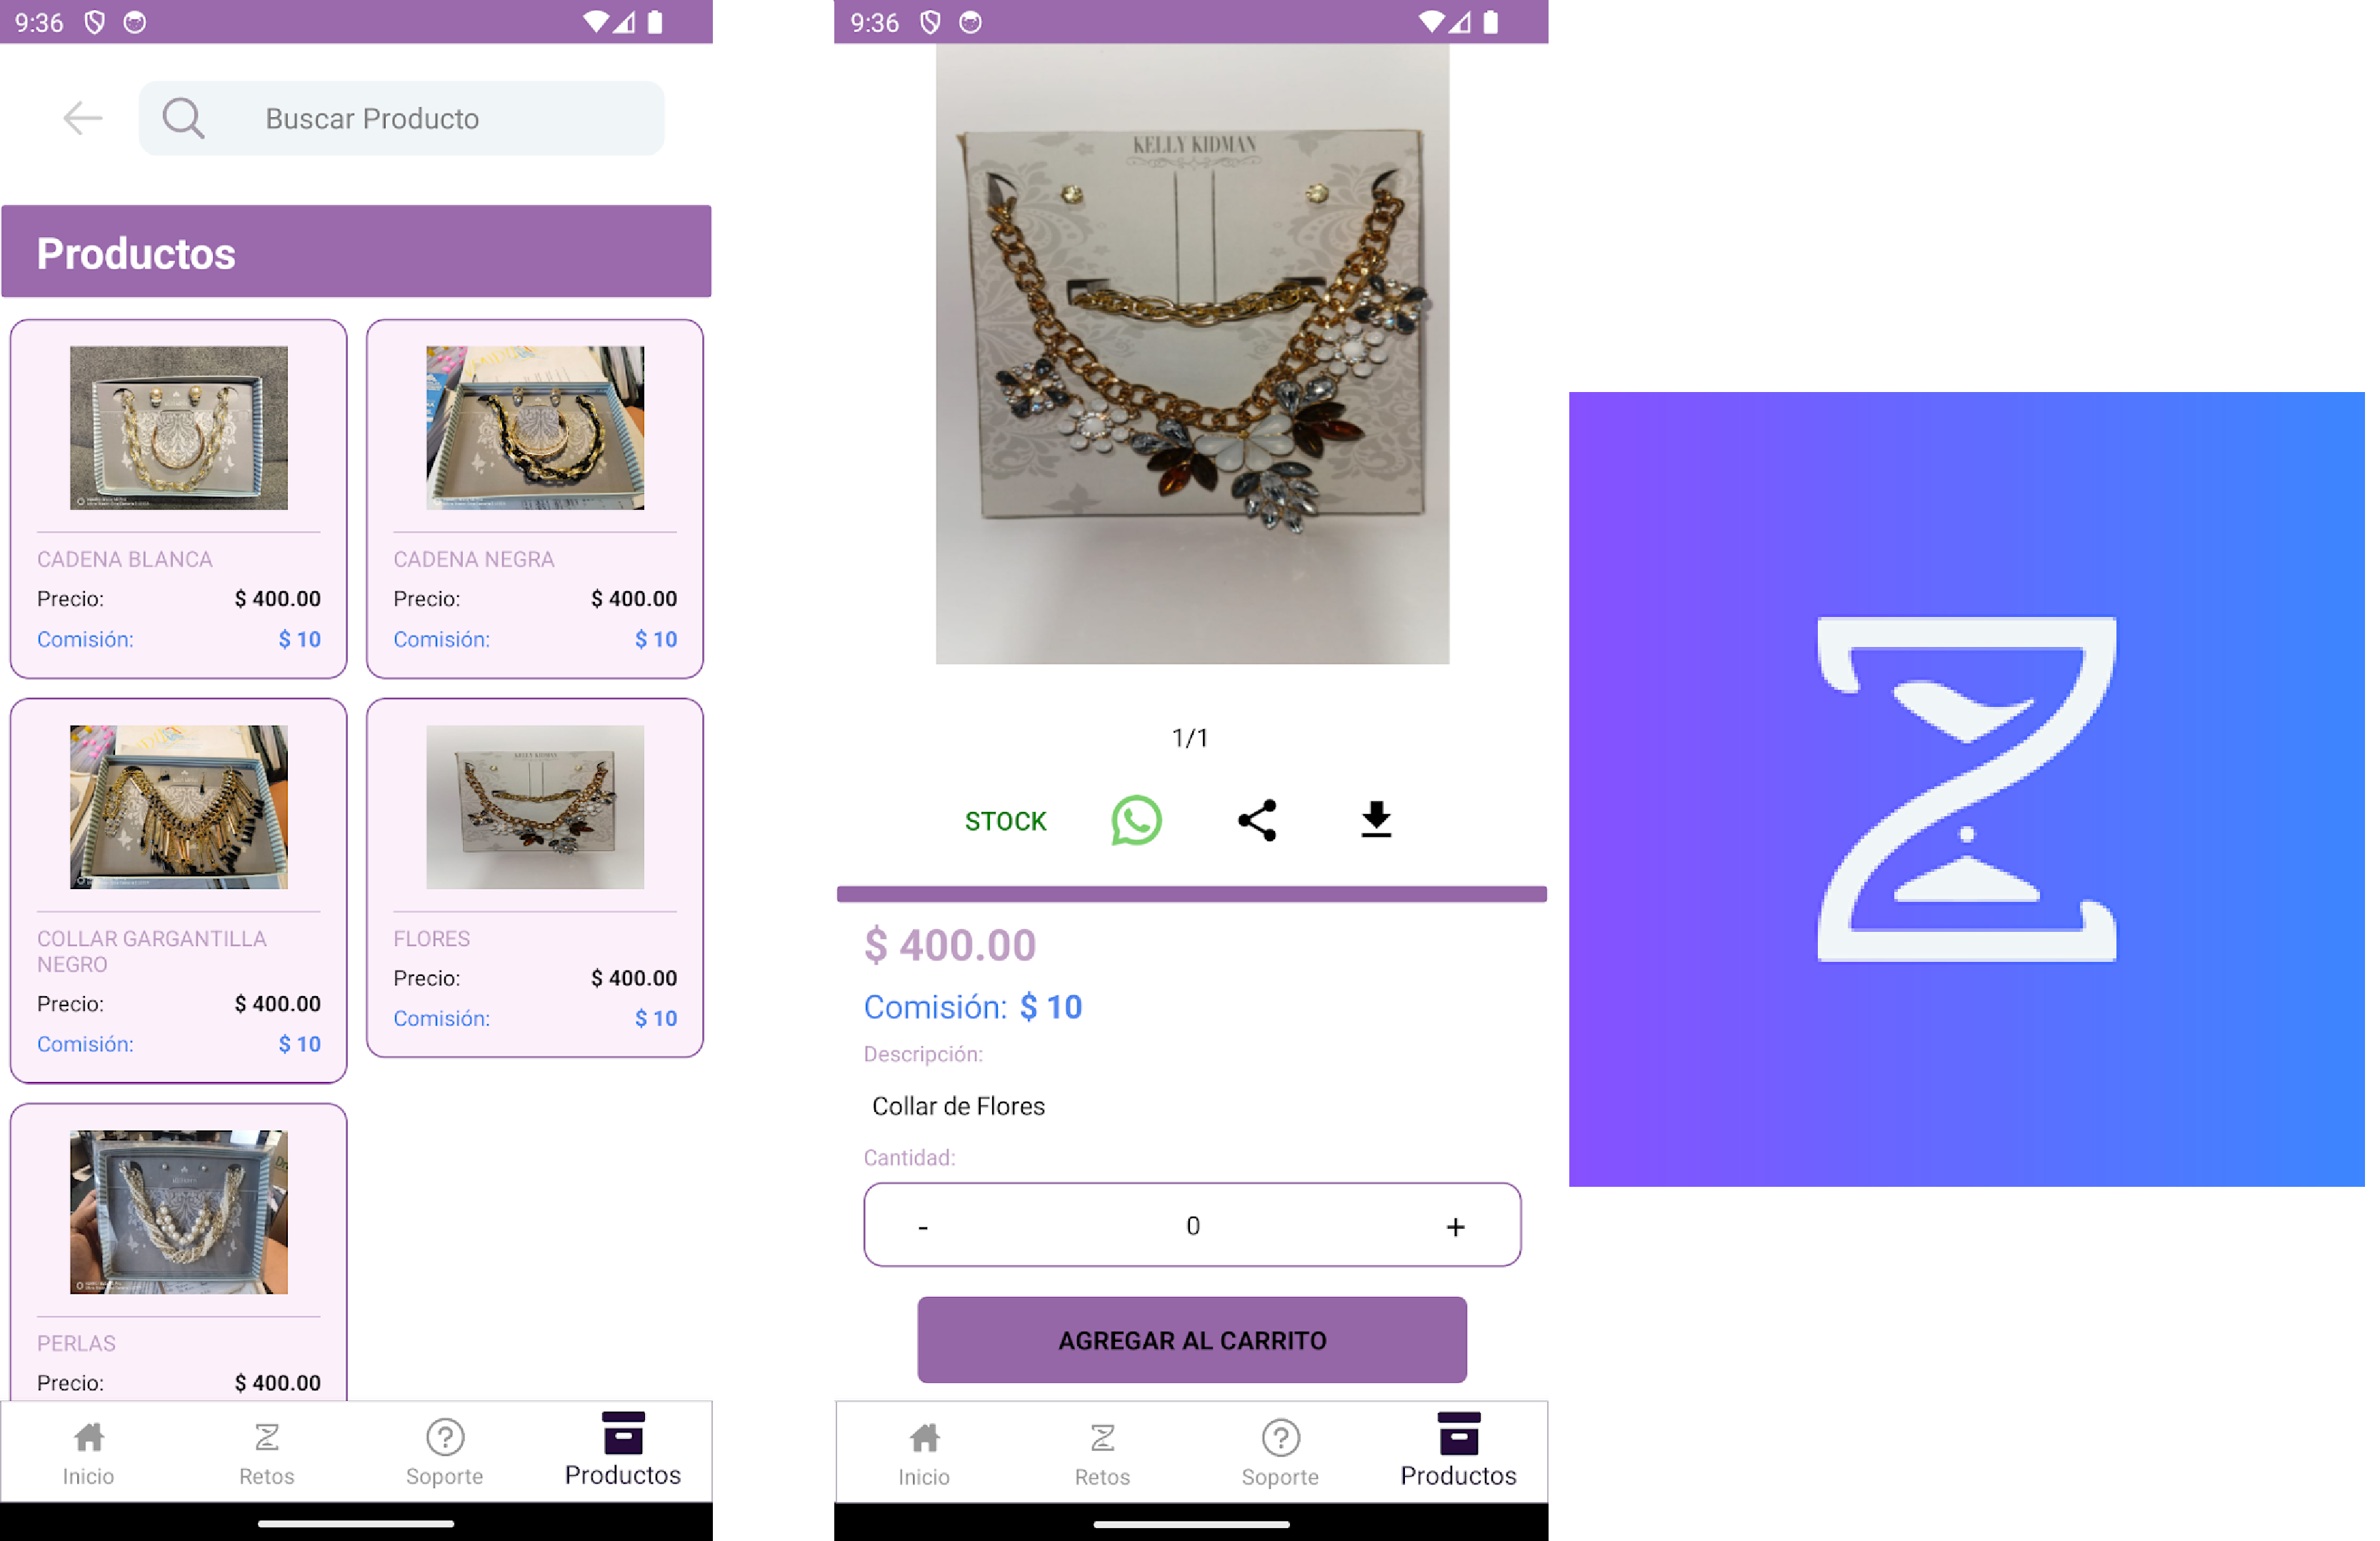 9:36
Buscar Producto
Productos
CADENA BLANCA
Precio: $ 400.00
Comisión: $ 10
CADENA NEGRA
Precio: $ 400.00
Comisión: $ 10
COLLAR GARGANTILLA
NEGRO
Precio: $ 400.00
Comisión: $ 10
KELLY KIDMAN
FLORES
Precio: $ 400.00
Comisión: $ 10
PERLAS
Precio: $ 400.00
Inicio
Retos
Soporte
Productos
9:36
KELLY KIDMAN
1/1
STOCK
$ 400.00
Comisión: $ 10
Descripción:
Collar de Flores
Cantidad:
- 0 +
AGREGAR AL CARRITO
Inicio
Retos
Soporte
Productos